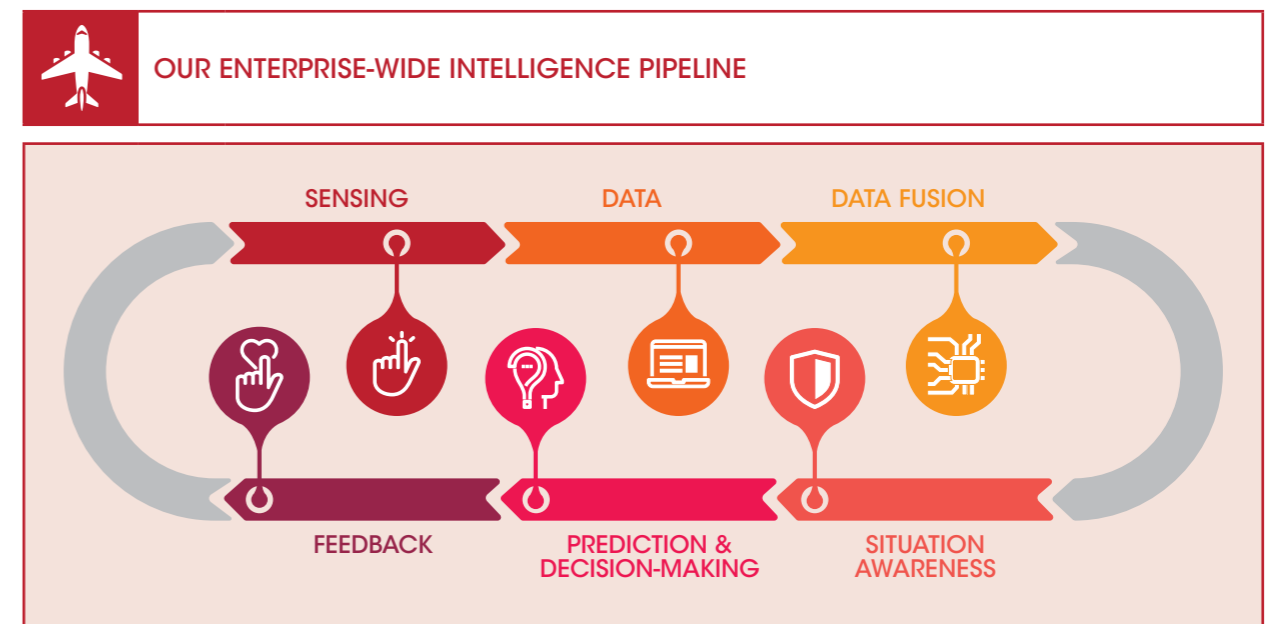 OUR ENTERPRISE-WIDE INTELLIGENCE PIPELINE
SENSING
DATA
DATA FUSION
FEEDBACK
PREDICTION &
DECISION-MAKING
SITUATION
AWARENESS